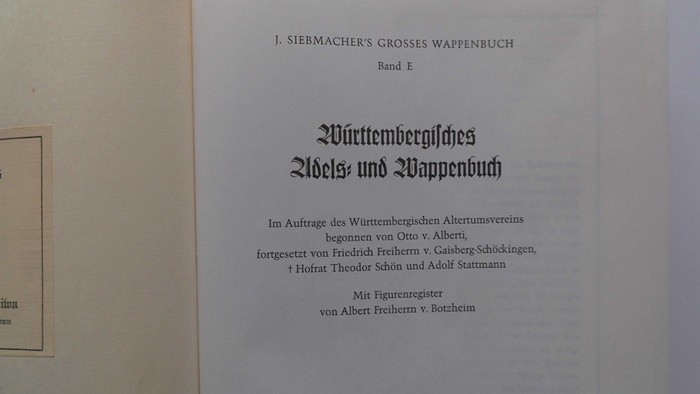 J. SIEBMACHER'S GROSSES WAPPENBUCH
Band E
Württembergisches
Adels- und Wappenbuch
Im Auftrage des Württembergischen Altertumsvereins
begonnen von Otto v. Alberti,
fortgesetzt von Friedrich Freiherrn v. Gaisberg-Schöckingen,
† Hofrat Theodor Schön und Adolf Stattmann
Mit Figurenregister
von Albert Freiherrn v. Botzheim